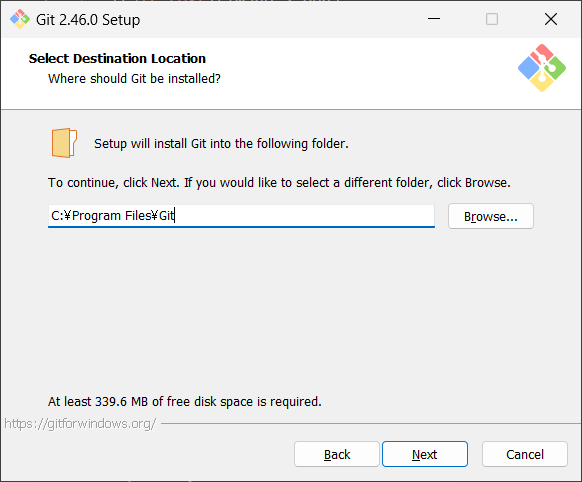 Git 2.46.0 Setup
Select Destination Location
Where should Git be installed?
Setup will install Git into the following folder.
To continue, click Next. If you would like to select a different folder, click Browse.
C:¥Program Files¥Git
Browse...
At least 339.6 MB of free disk space is required.
https://gitforwindows.org/
Back
Next
Cancel